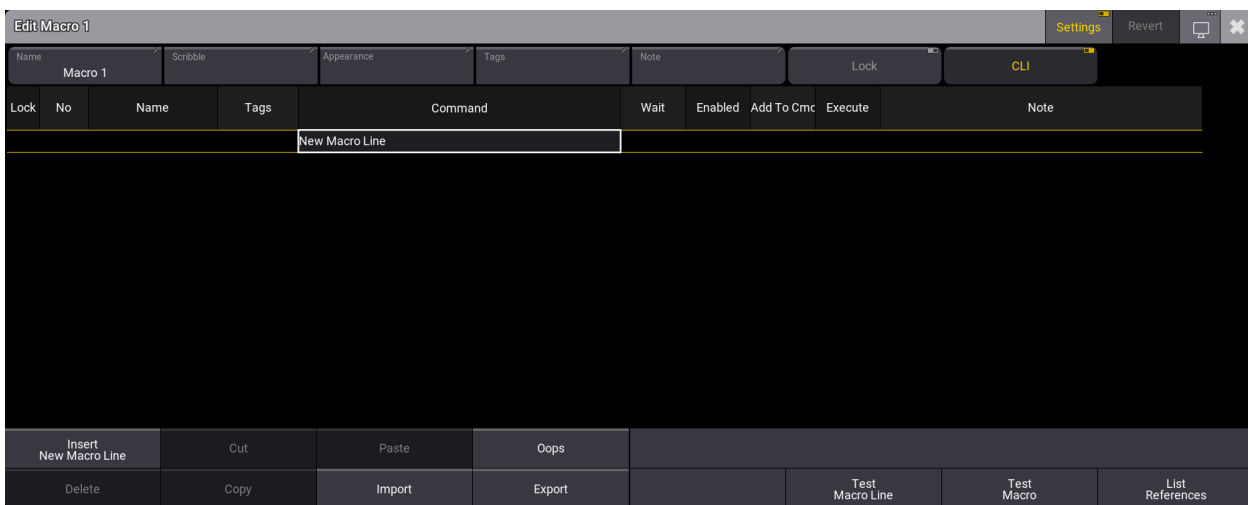 Edit Macro 1
Settings
Revert
Name
Macro 1
Scribble
Appearance
Tags
Note
Lock
CLI
Lock No Name Tags Command Wait Enabled Add To Cmd Execute Note
New Macro Line
Insert
New Macro Line
Cut
Paste
Oops
Delete
Copy
Import
Export
Test
Macro Line
Test
Macro
List
References